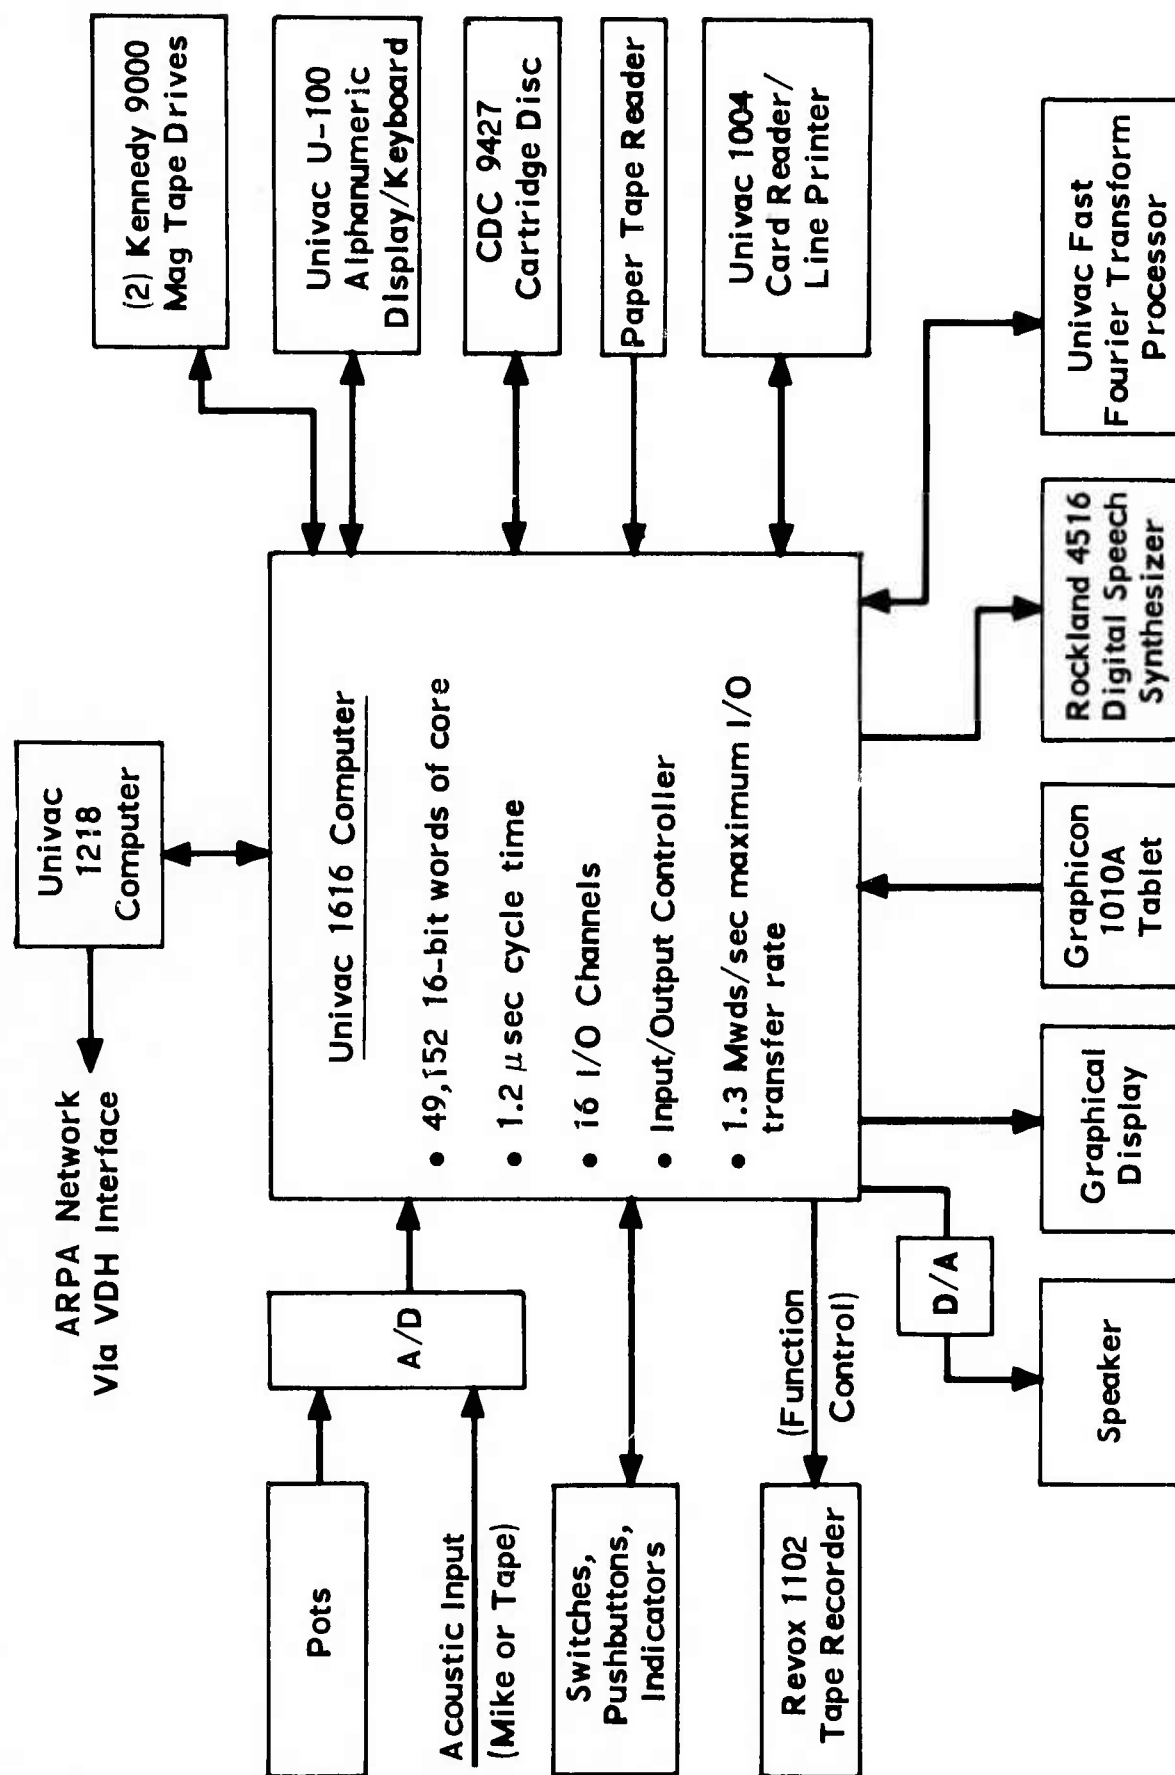 Univac
1218
Computer
ARPA Network
Via VDH Interface
(2) Kennedy 9000
Mag Tape Drives
Univac U-100
Alphanumeric
Display/Keyboard
CDC 9427
Cartridge Disc
Paper Tape Reader
Univac 1004
Card Reader/
Line Printer
Univac 1616 Computer
• 49,152 16-bit words of core
• 1.2 μsec cycle time
• 16 I/O Channels
• Input/Output Controller
• 1.3 Mwds/sec maximum I/O
transfer rate
Pots
A/D
Acoustic Input
(Mike or Tape)
Switches,
Pushbuttons,
Indicators
(Function
Control)
Revox 1102
Tape Recorder
D/A
Speaker
Graphical
Display
Graphicon
1010A
Tablet
Rockland 4516
Digital Speech
Synthesizer
Univac Fast
Fourier Transform
Processor